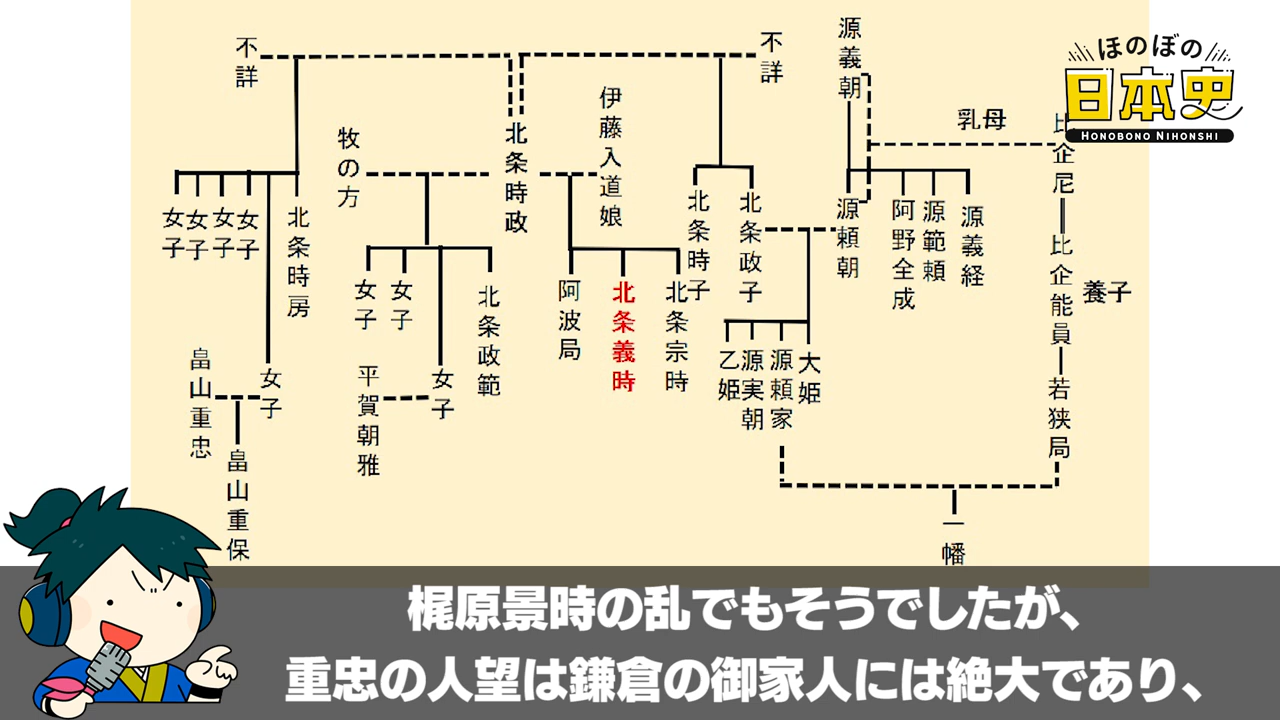 不詳
不詳
源義朝
ほのぼの
日本史
HONOBONO NIHONSHI
伊藤入道娘
乳母
比企尼
牧の方
北条時政
女子
女子
女子
女子
北条時房
北条時子
北条政子
源頼朝
阿野全成
源範頼
源義経
比企能員
養子
女子
女子
北条政範
阿波局
北条義時
北条宗時
畠山重忠
女子
平賀朝雅
女子
乙姫
源実朝
源頼家
大姫
若狭局
畠山重保
一幡
梶原景時の乱でもそうでしたが、
重忠の人望は鎌倉の御家人には絶大であり、